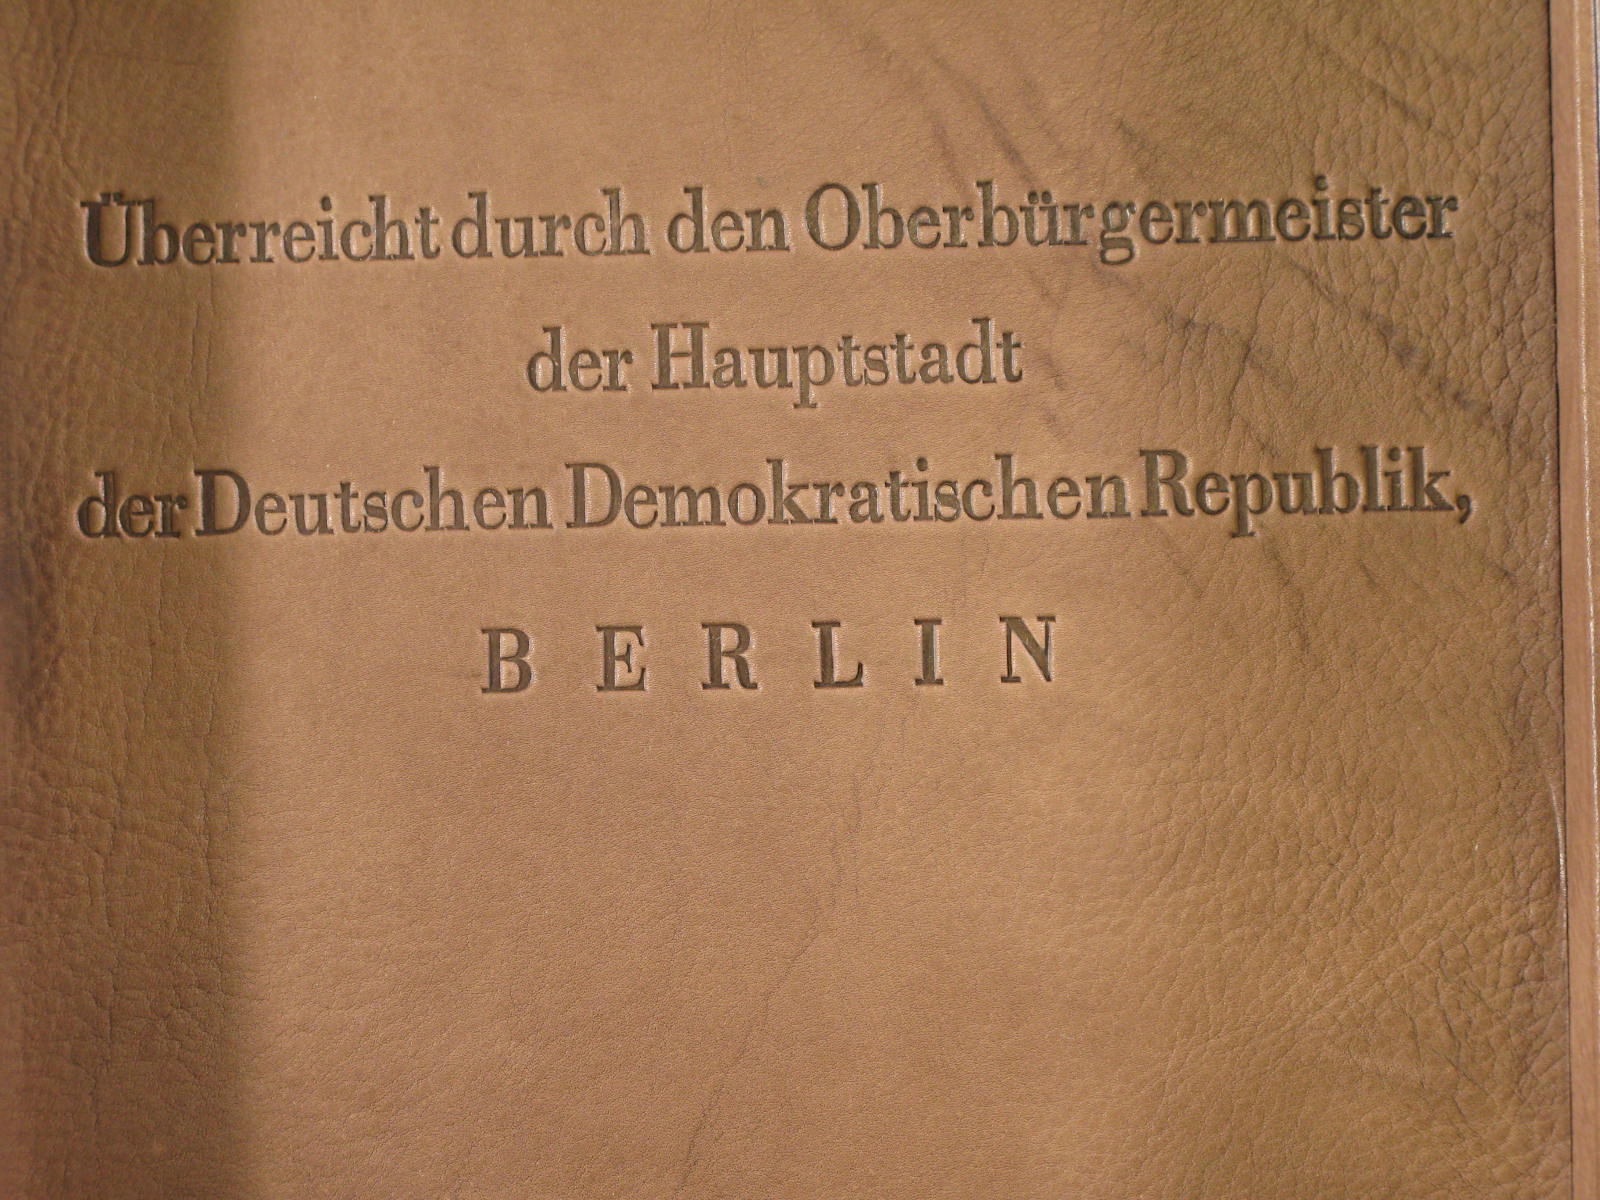 Überreicht durch den Oberbürgermeister
der Hauptstadt
der Deutschen Demokratischen Republik,
BERLIN